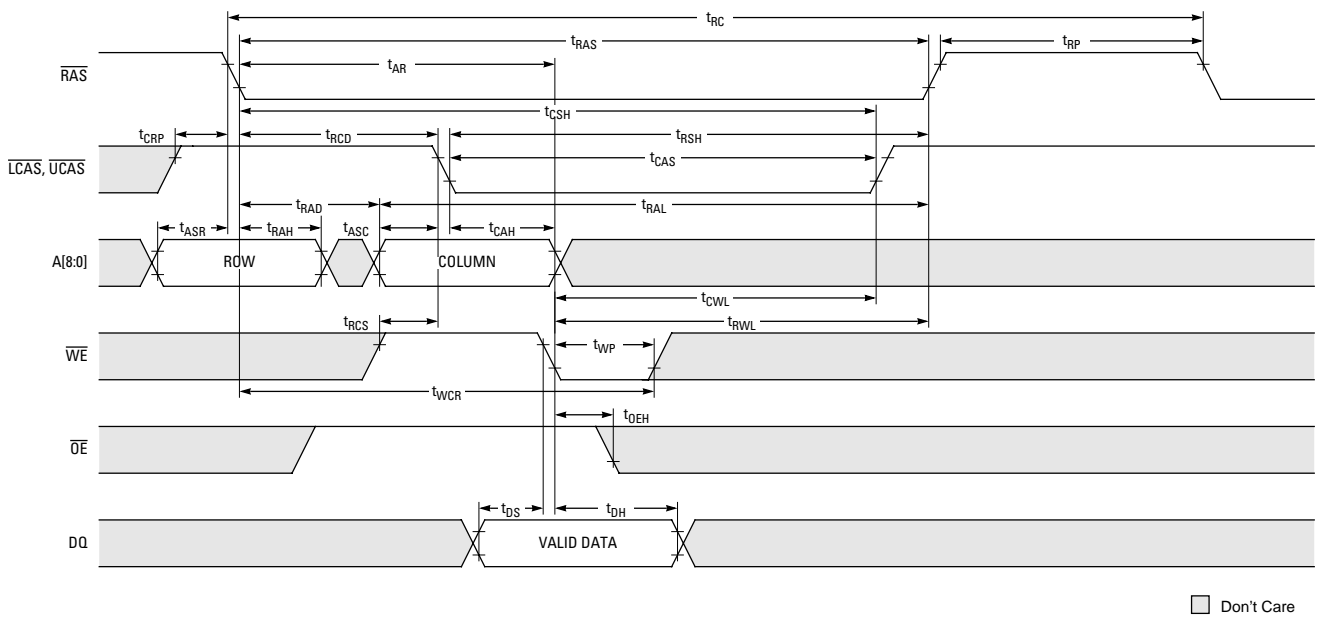 tRC
tRAS
tRP
RAS
tAR
tCSH
tCRP
tRCD
tRSH
LCAS, UCAS
tCAS
tRAD
tRAL
tASR
tRAH
tASC
tCAH
A[8:0]
ROW
COLUMN
tCWL
tRCS
tRWL
WE
tWP
tWCR
tOEH
OE
tDS
tDH
DQ
VALID DATA
Don't Care